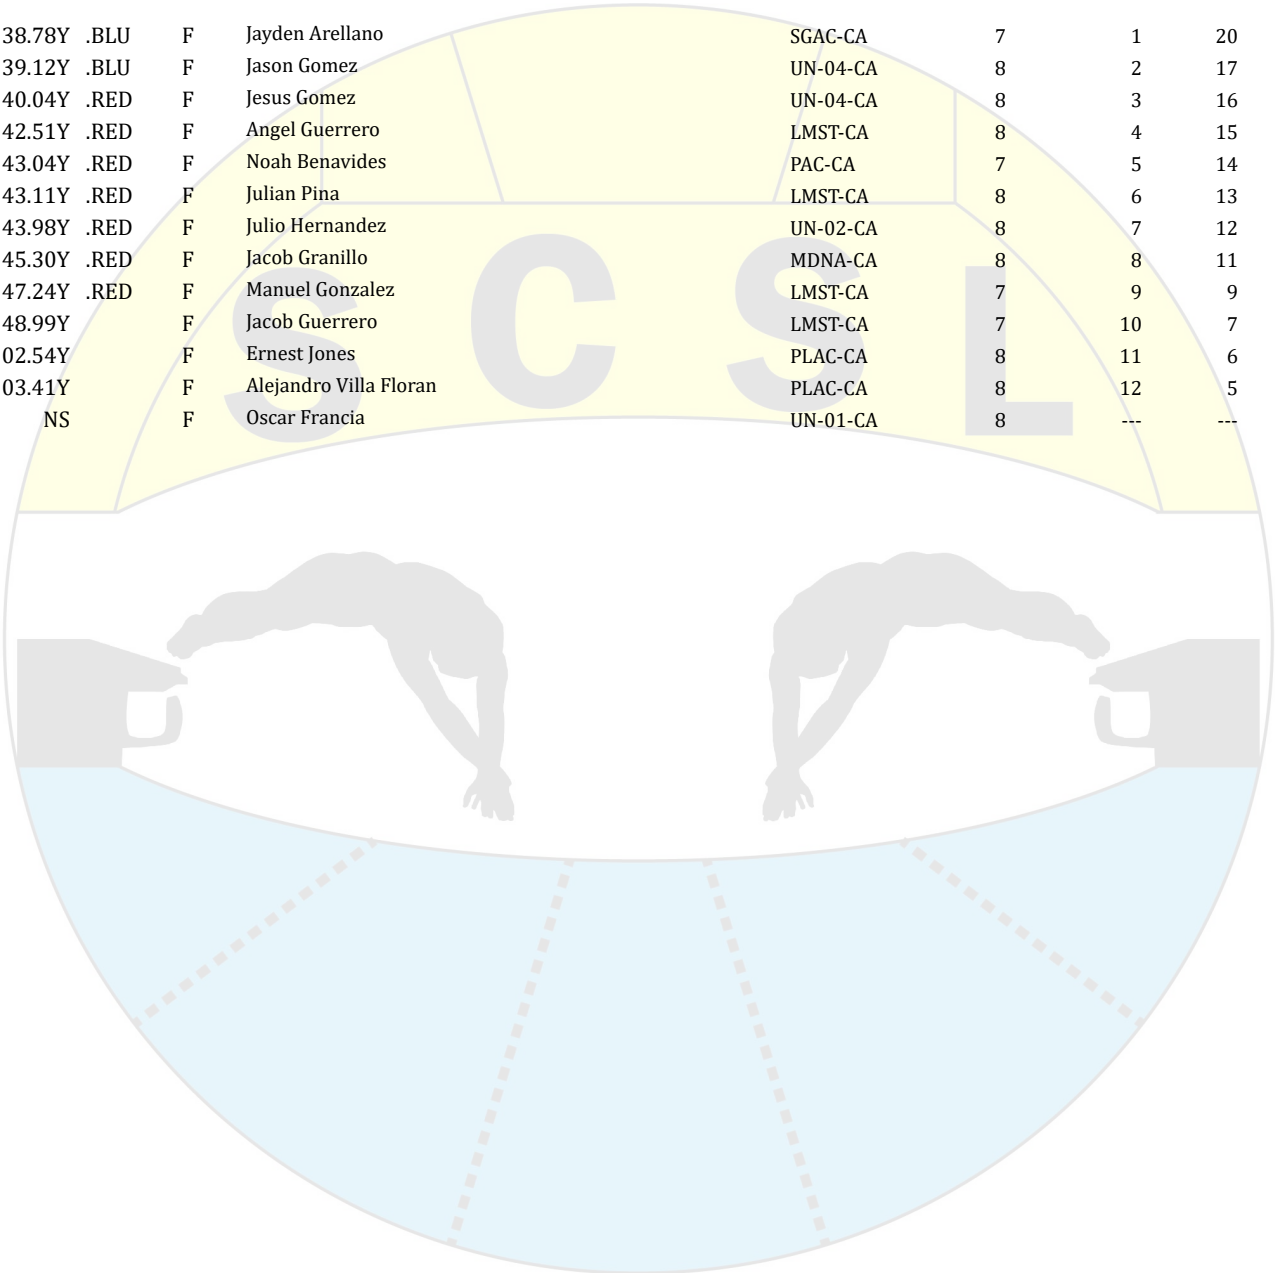 38.78Y .BLU F Jayden Arellano SGAC-CA 7 1 20
39.12Y .BLU F Jason Gomez UN-04-CA 8 2 17
40.04Y .RED F Jesus Gomez UN-04-CA 8 3 16
42.51Y .RED F Angel Guerrero LMST-CA 8 4 15
43.04Y .RED F Noah Benavides PAC-CA 7 5 14
43.11Y .RED F Julian Pina LMST-CA 8 6 13
43.98Y .RED F Julio Hernandez UN-02-CA 8 7 12
45.30Y .RED F Jacob Granillo MDNA-CA 8 8 11
47.24Y .RED F Manuel Gonzalez LMST-CA 7 9 9
48.99Y F Jacob Guerrero LMST-CA 7 10 7
02.54Y F Ernest Jones PLAC-CA 8 11 6
03.41Y F Alejandro Villa Floran PLAC-CA 8 12 5
NS F Oscar Francia UN-01-CA 8 --- ---
S C S L